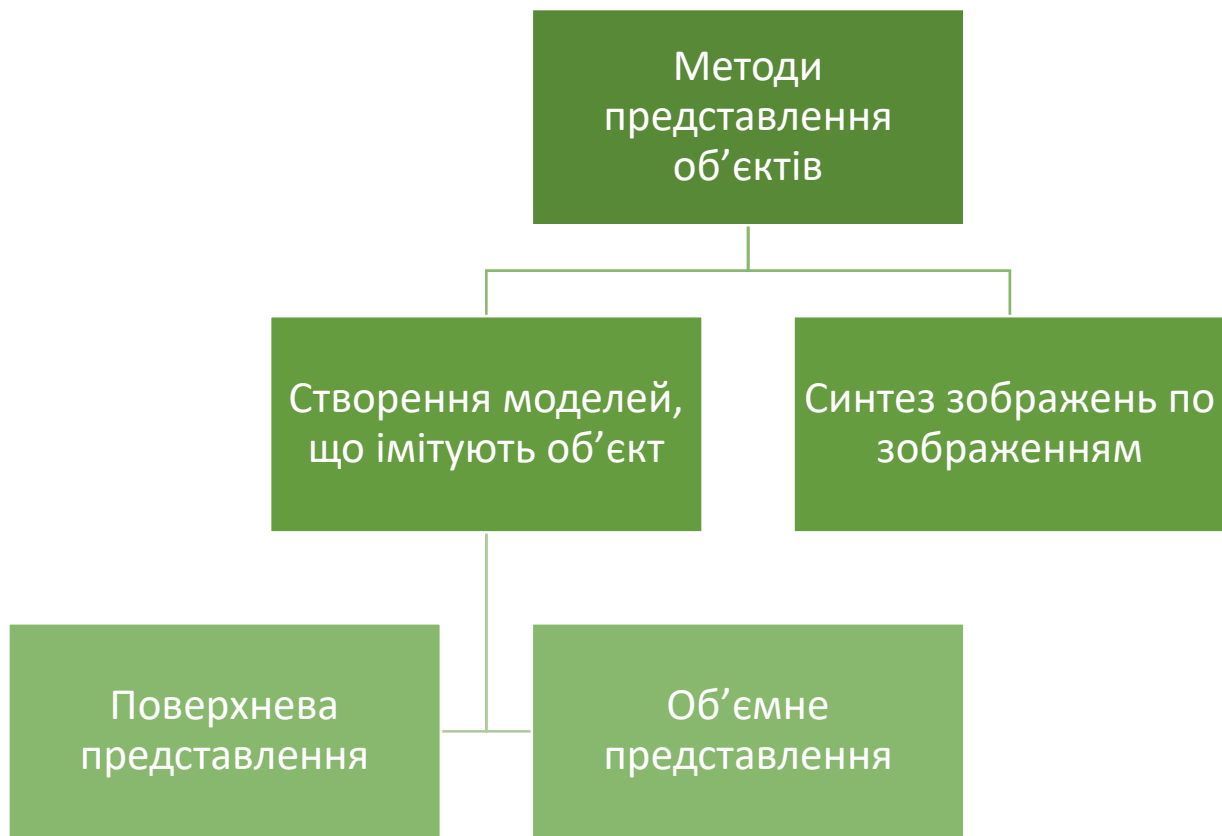 Методи
представлення
об’єктів
Створення моделей,
що імітують об’єкт
Синтез зображень по
зображенням
Поверхнева
представлення
Об’ємне
представлення